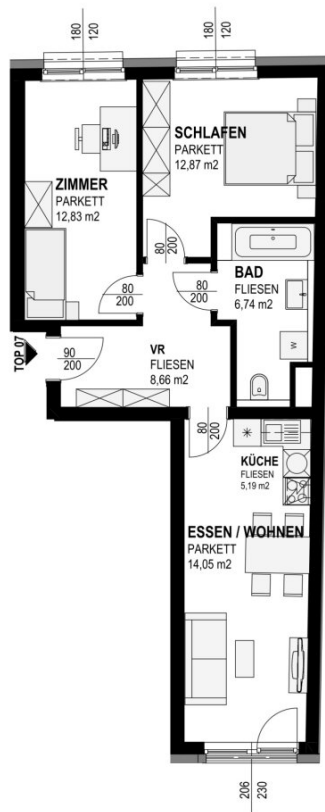 180
120
180
120
SCHLAFEN
PARKETT
12,87 m2
ZIMMER
PARKETT
12,83 m2
80
200
80
200
80
200
BAD
FLIESEN
6,74 m2
W
TOP 07
90
200
VR
FLIESEN
8,66 m2
80
200
KÜCHE
FLIESEN
5,19 m2
ESSEN / WOHNEN
PARKETT
14,05 m2
206
230